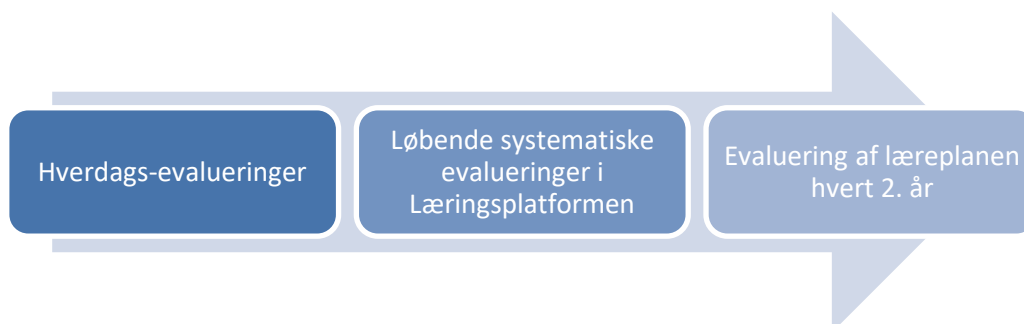 Hverdags-evalueringer
Løbende systematiske
evalueringer i
Læringsplatformen
Evaluering af læreplanen
hvert 2. år